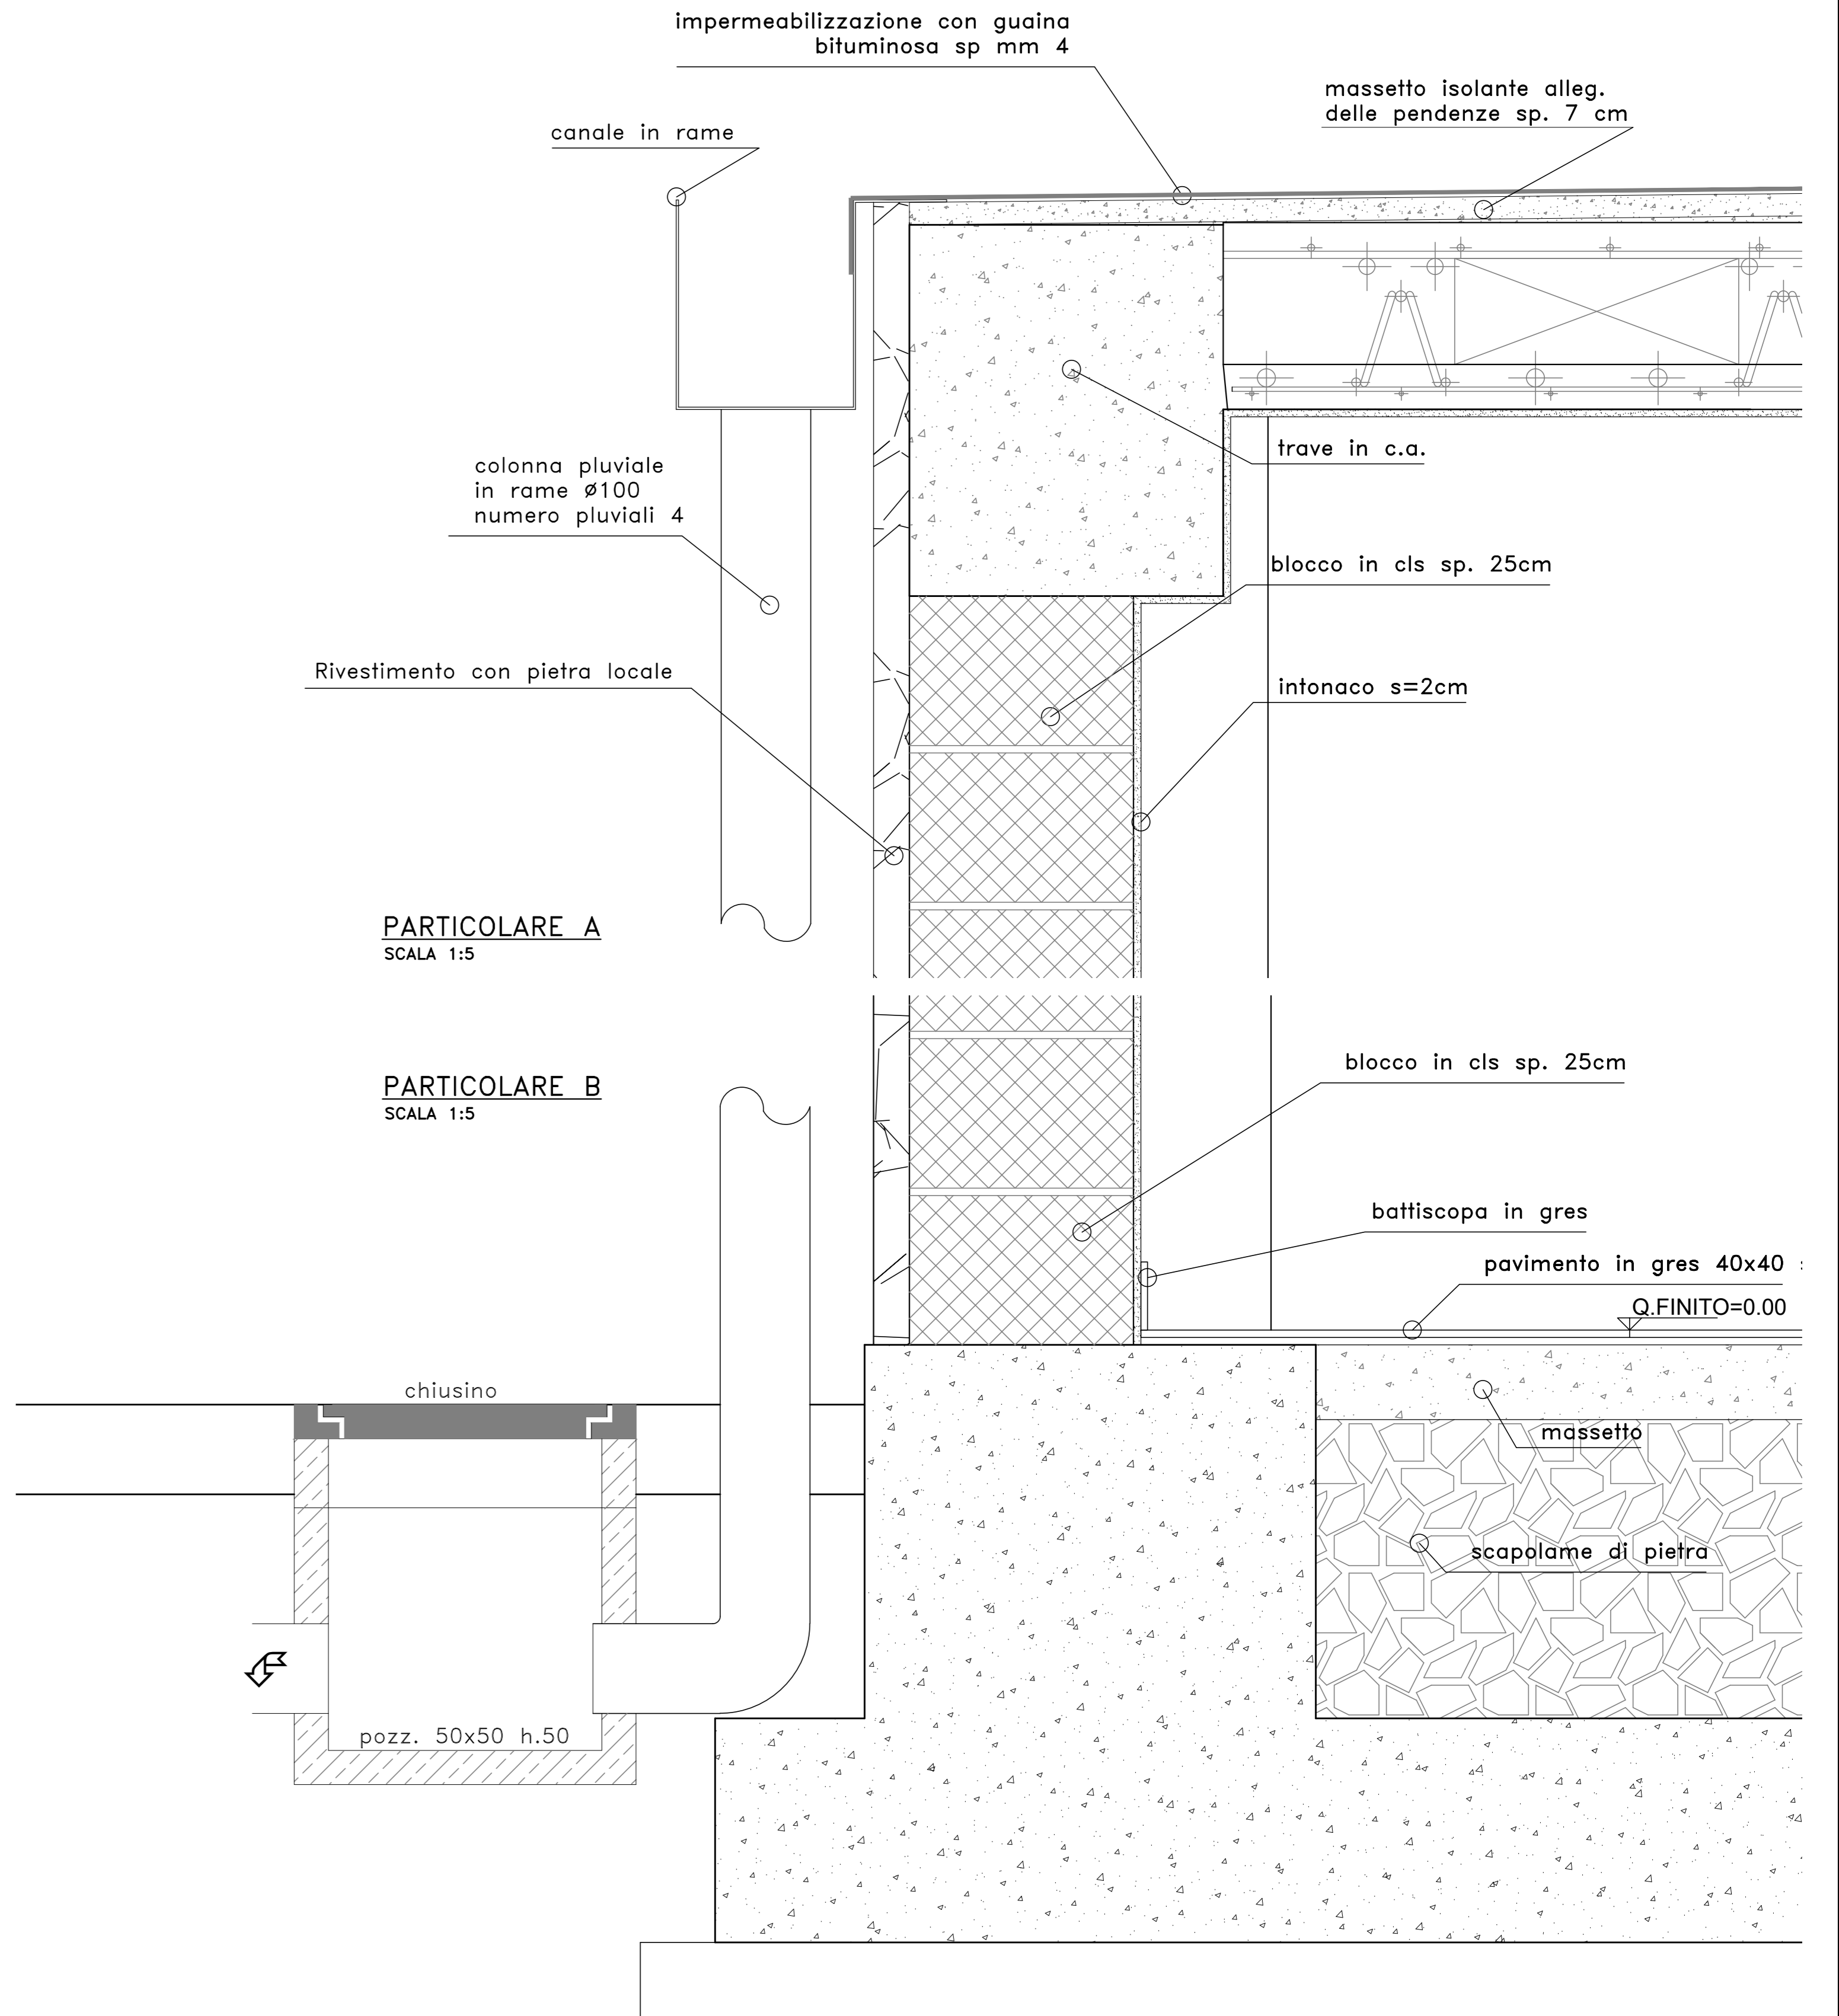 impermeabilizzazione con guaina
bituminosa sp mm 4
massetto isolante alleg.
delle pendenze sp. 7 cm
canale in rame
trave in c.a.
colonna pluviale
in rame ø100
numero pluviali 4
blocco in cls sp. 25cm
Rivestimento con pietra locale
intonaco s=2cm
PARTICOLARE A
SCALA 1:5
PARTICOLARE B
SCALA 1:5
blocco in cls sp. 25cm
battiscopa in gres
pavimento in gres 40x40
Q.FINITO=0.00
chiusino
massetto
scapolame di pietra
pozz. 50x50 h.50